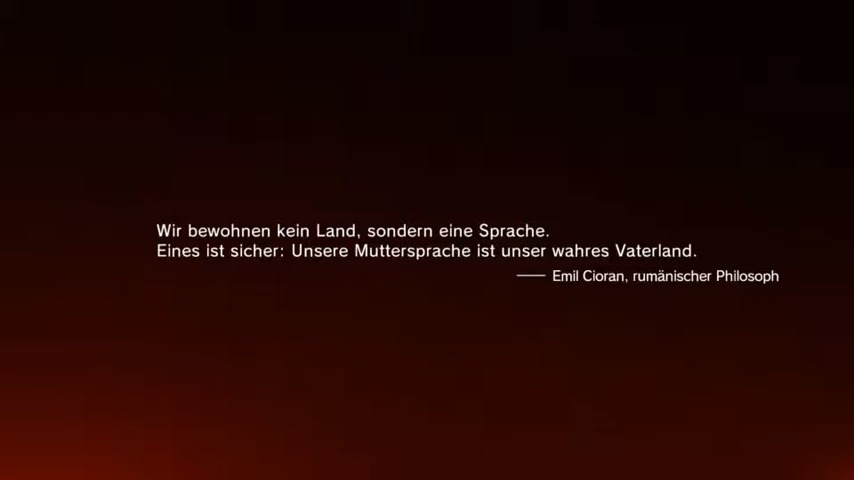 Wir bewohnen kein Land, sondern eine Sprache.
Eines ist sicher: Unsere Muttersprache ist unser wahres Vaterland.
—— Emil Cioran, rumänischer Philosoph